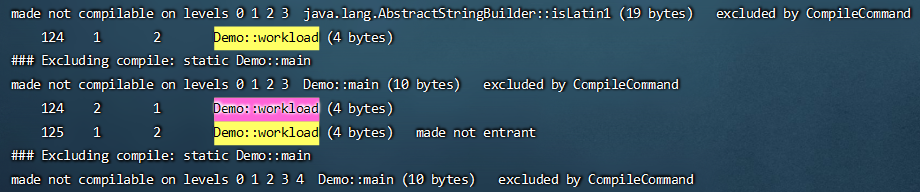 made not compilable on levels 0 1 2 3 java.lang.AbstractStringBuilder::isLatin1 (19 bytes) excluded by CompileCommand
124 1 2 Demo::workload (4 bytes)
### Excluding compile: static Demo::main
made not compilable on levels 0 1 2 3 Demo::main (10 bytes) excluded by CompileCommand
124 2 1 Demo::workload (4 bytes)
125 1 2 Demo::workload (4 bytes) made not entrant
### Excluding compile: static Demo::main
made not compilable on levels 0 1 2 3 4 Demo::main (10 bytes) excluded by CompileCommand